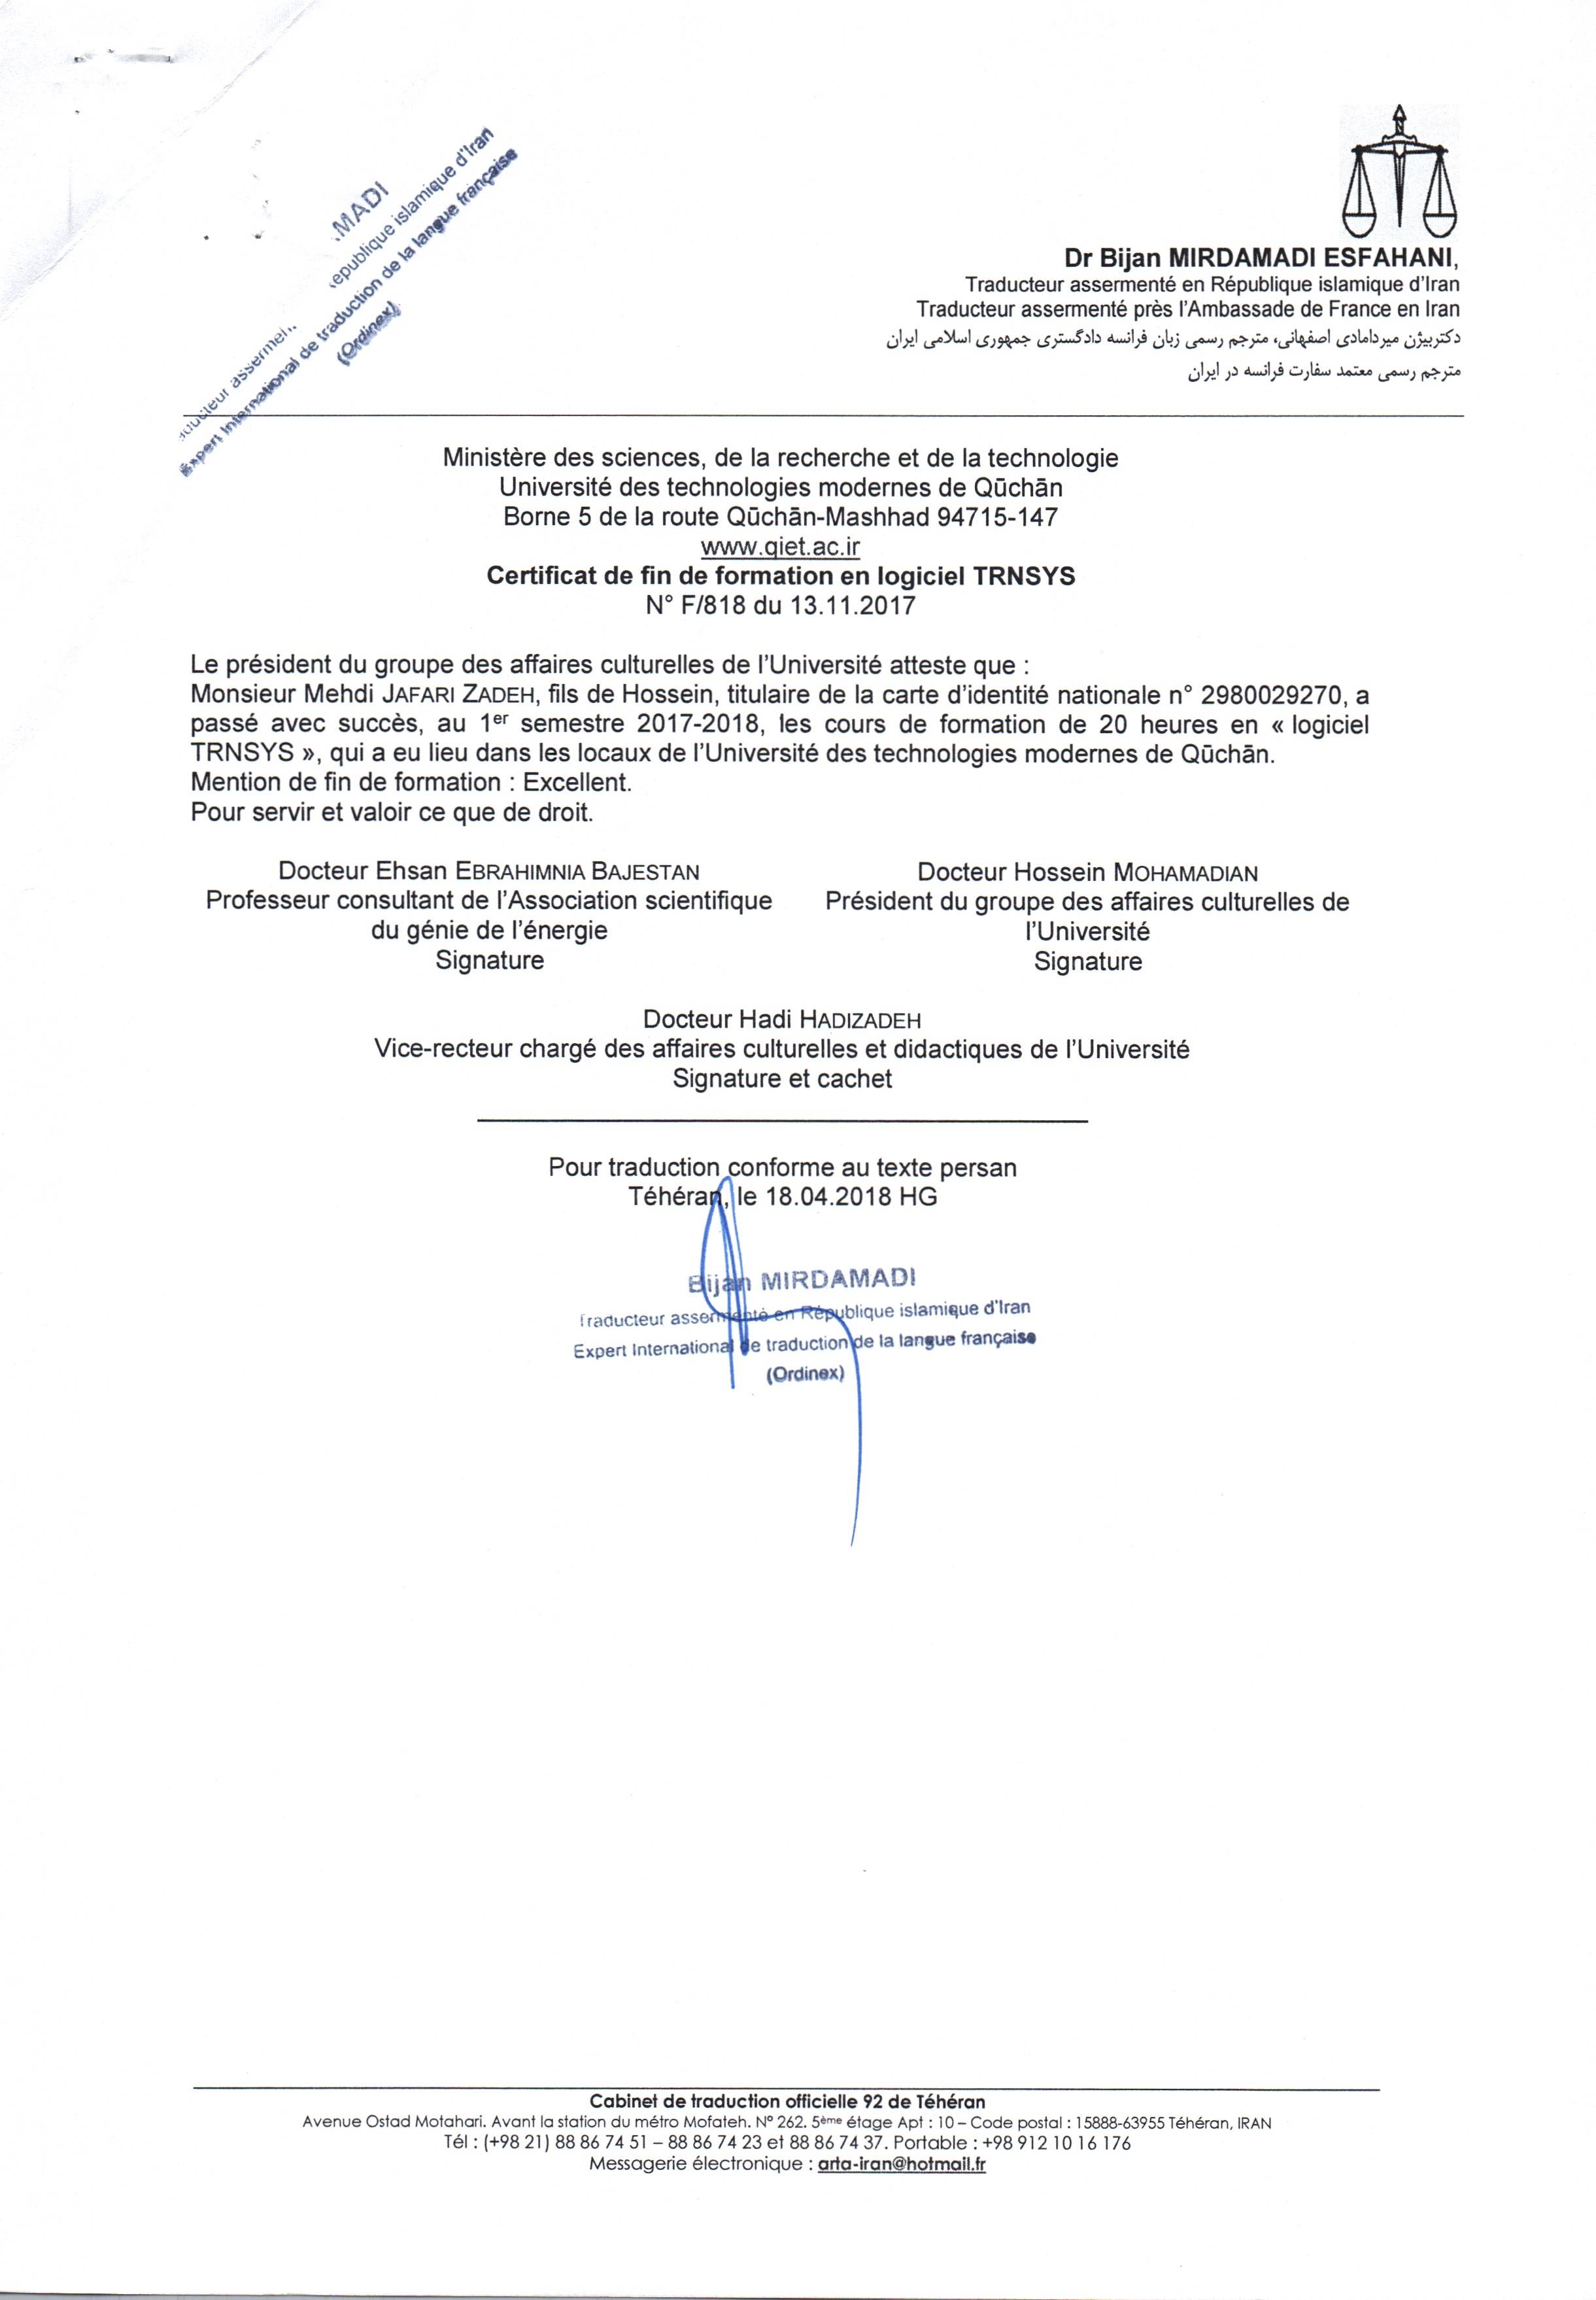 MADI
epublique islamique d'Iran
ducteur asserme
Expert International de traduction de la langue française
(Ordinex)
Dr Bijan MIRDAMADI ESFAHANI,
Traducteur assermenté en République islamique d'Iran
Traducteur assermenté près l'Ambassade de France en Iran
دکتربیژن میردامادی اصفهانی، مترجم رسمی زبان فرانسه دادگستری جمهوری اسلامی ایران
مترجم رسمی معتمد سفارت فرانسه در ایران
Ministère des sciences, de la recherche et de la technologie
Université des technologies modernes de Qūchān
Borne 5 de la route Qūchān-Mashhad 94715-147
www.qiet.ac.ir
Certificat de fin de formation en logiciel TRNSYS
N° F/818 du 13.11.2017
Le président du groupe des affaires culturelles de l'Université atteste que :
Monsieur Mehdi JAFARI ZADEH, fils de Hossein, titulaire de la carte d'identité nationale n° 2980029270, a
passé avec succès, au 1er semestre 2017-2018, les cours de formation de 20 heures en « logiciel
TRNSYS », qui a eu lieu dans les locaux de l'Université des technologies modernes de Qūchān.
Mention de fin de formation : Excellent.
Pour servir et valoir ce que de droit.
Docteur Ehsan EBRAHIMNIA BAJESTAN
Professeur consultant de l'Association scientifique
du génie de l'énergie
Signature
Docteur Hossein MOHAMADIAN
Président du groupe des affaires culturelles de
l'Université
Signature
Docteur Hadi HADIZADEH
Vice-recteur chargé des affaires culturelles et didactiques de l'Université
Signature et cachet
Pour traduction conforme au texte persan
Téhéran, le 18.04.2018 HG
Bijan MIRDAMADI
Traducteur assermenté en République islamique d'Iran
Expert International de traduction de la langue française
(Ordinex)
Cabinet de traduction officielle 92 de Téhéran
Avenue Ostad Motahari. Avant la station du métro Mofateh. N° 262. 5ème étage Apt : 10 – Code postal : 15888-63955 Téhéran, IRAN
Tél : (+98 21) 88 86 74 51 – 88 86 74 23 et 88 86 74 37. Portable : +98 912 10 16 176
Messagerie électronique : arta-iran@hotmail.fr